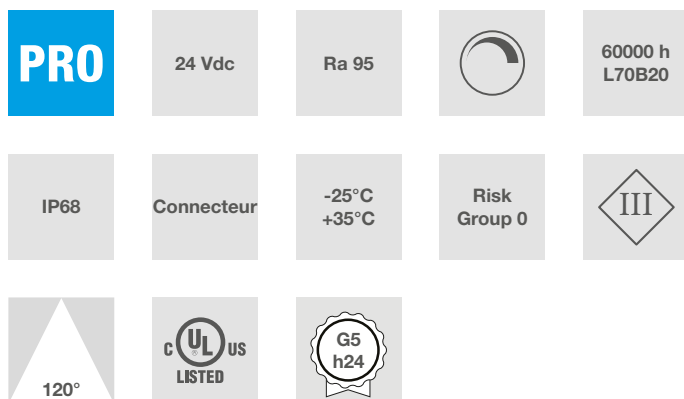 PRO
24 Vdc
Ra 95
60000 h
L70B20
IP68
Connecteur
-25°C
+35°C
Risk
Group 0
III
120°
C UL® US
LISTED
G5
h24